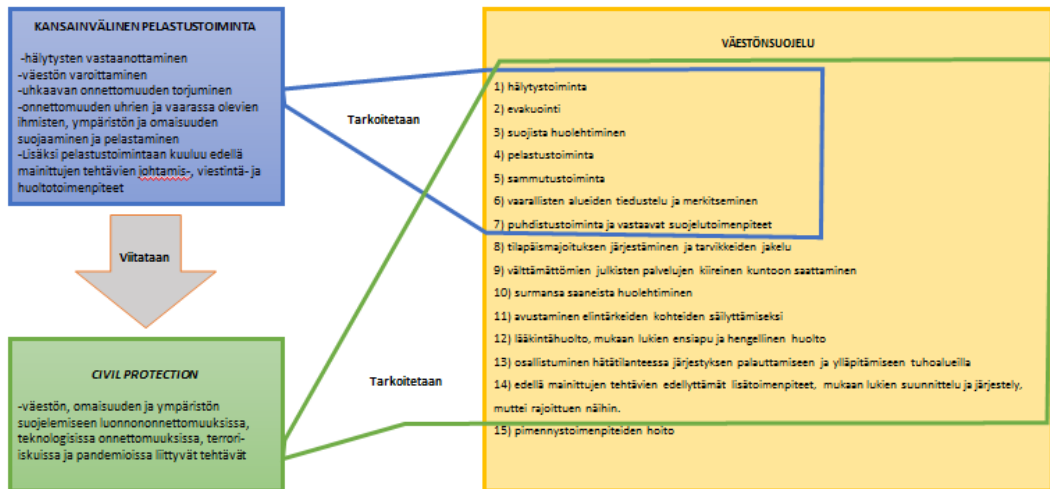 KANSAINVÄLINEN PELASTUSTOIMINTA
-hälytysten vastaanottaminen
-väestön varoittaminen
-uhkaavan onnettomuuden torjuminen
-onnettomuuden uhrien ja vaarassa olevien
ihmisten, ympäristön ja omaisuuden
suojaaminen ja pelastaminen
-Lisäksi pelastustoimintaan kuuluu edellä
mainittujen tehtävien johtamis-, viestintä- ja
huoltotoimenpiteet
Viitataan
CIVIL PROTECTION
-väestön, omaisuuden ja ympäristön
suojelemiseen luonnononnettomuuksissa,
teknologisissa onnettomuuksissa, terrori-
iskuissa ja pandemioissa liittyvät tehtävät
Tarkoitetaan
Tarkoitetaan
VÄESTÖNSUOJELU
1) hälytystoiminta
2) evakuointi
3) suojista huolehtiminen
4) pelastustoiminta
5) sammutustoiminta
6) vaarallisten alueiden tiedustelu ja merkitseminen
7) puhdistustoiminta ja vastaavat suojelutoimenpiteet
8) tilapäismajoituksen järjestäminen ja tarvikkeiden jakelu
9) välttämättömien julkisten palvelujen kiireinen kuntoon saattaminen
10) surmansa saaneista huolehtiminen
11) avustaminen elintärkeiden kohteiden säilyttämiseksi
12) lääkintähuolto, mukaan lukien ensiapu ja hengellinen huolto
13) osallistuminen hätätilanteessa järjestyksen palauttamiseen ja ylläpitämiseen tuhoalueilla
14) edellä mainittujen tehtävien edellyttämät lisätoimenpiteet, mukaan lukien suunnittelu ja järjestely,
muttei rajoittuen näihin.
15) pimennystoimenpiteiden hoito